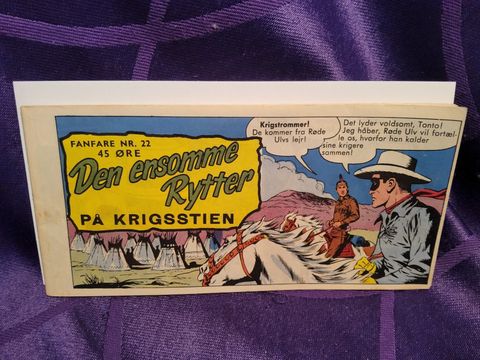 FANFARE NR. 22
45 ØRE
Den ensomme
Rytter
PÅ KRIGSSTIEN
Krigstrommer!
De kommer fra Røde
Ulvs lejr!
Det lyder voldsomt, Tonto!
Jeg håber, Røde Ulv vil fortæl-
le os, hvorfor han kalder
sine krigere
sammen!